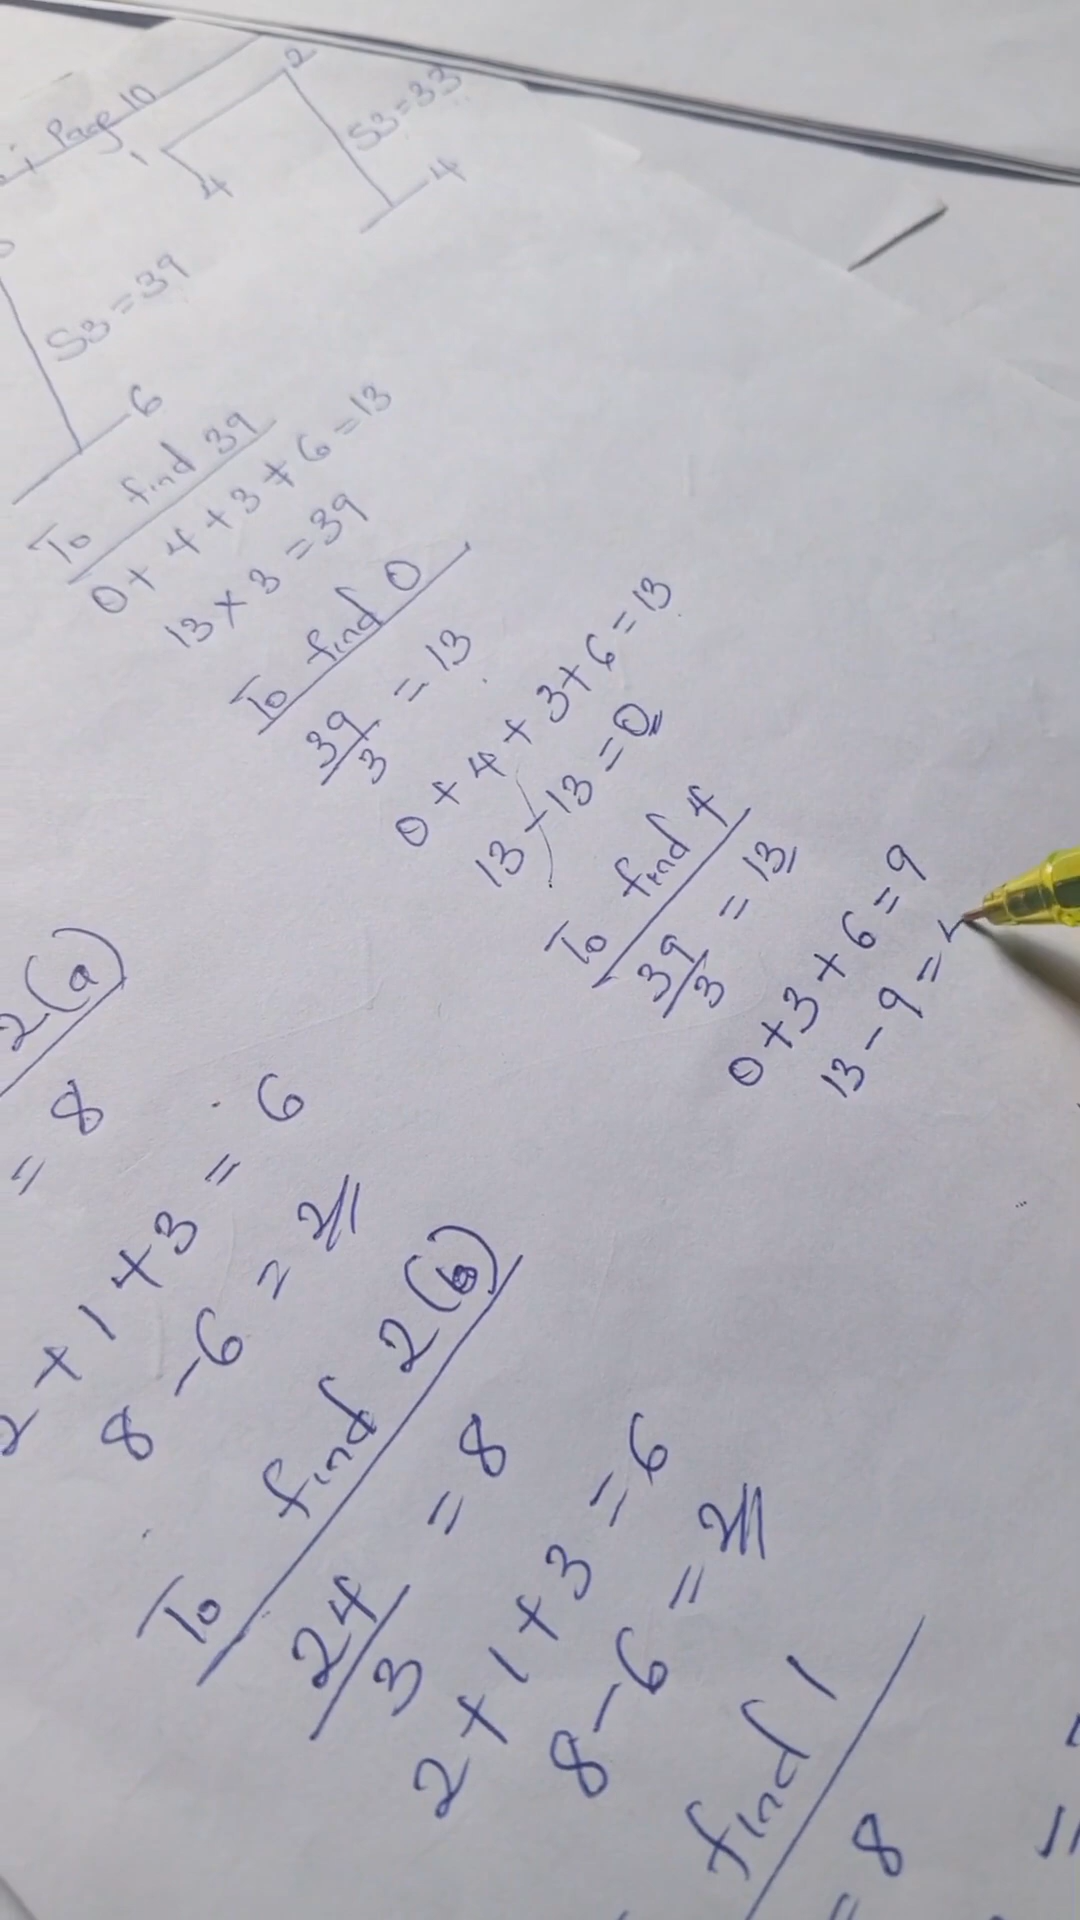 Page 10
2
1
4
S3=33
4
S3=39
6
To find 39
0+4+3+6=13
13×3=39
To find 0
39/3=13
0+4+3+6=13
13-13=0
To find 4
39/3=13
0+3+6=9
13-9=
2(a)
=8
2+1+3=6
8-6=2
To find 2(b)
24/3=8
2+1+3=6
8-6=2
find 1
=8